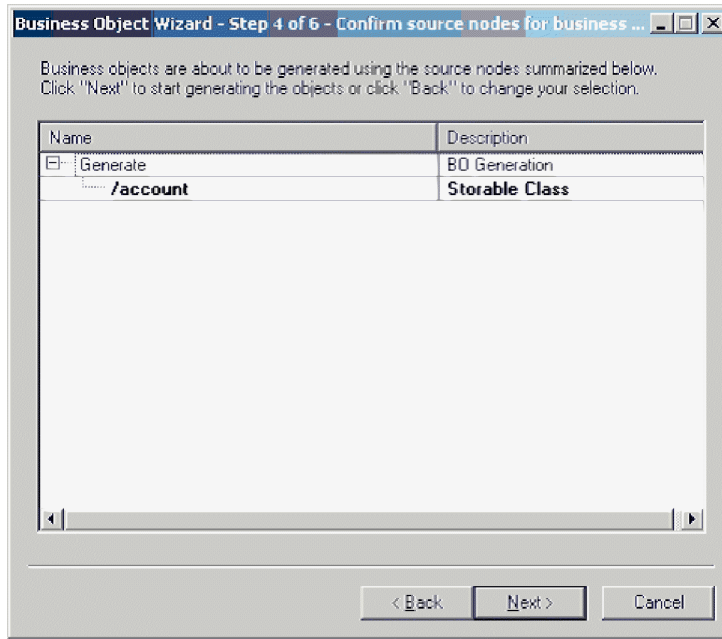 Business Object Wizard - Step 4 of 6 - Confirm source nodes for business ...
Business objects are about to be generated using the source nodes summarized below.
Click "Next" to start generating the objects or click "Back" to change your selection.
Name Description
Generate BO Generation
/account Storable Class
< Back Next > Cancel